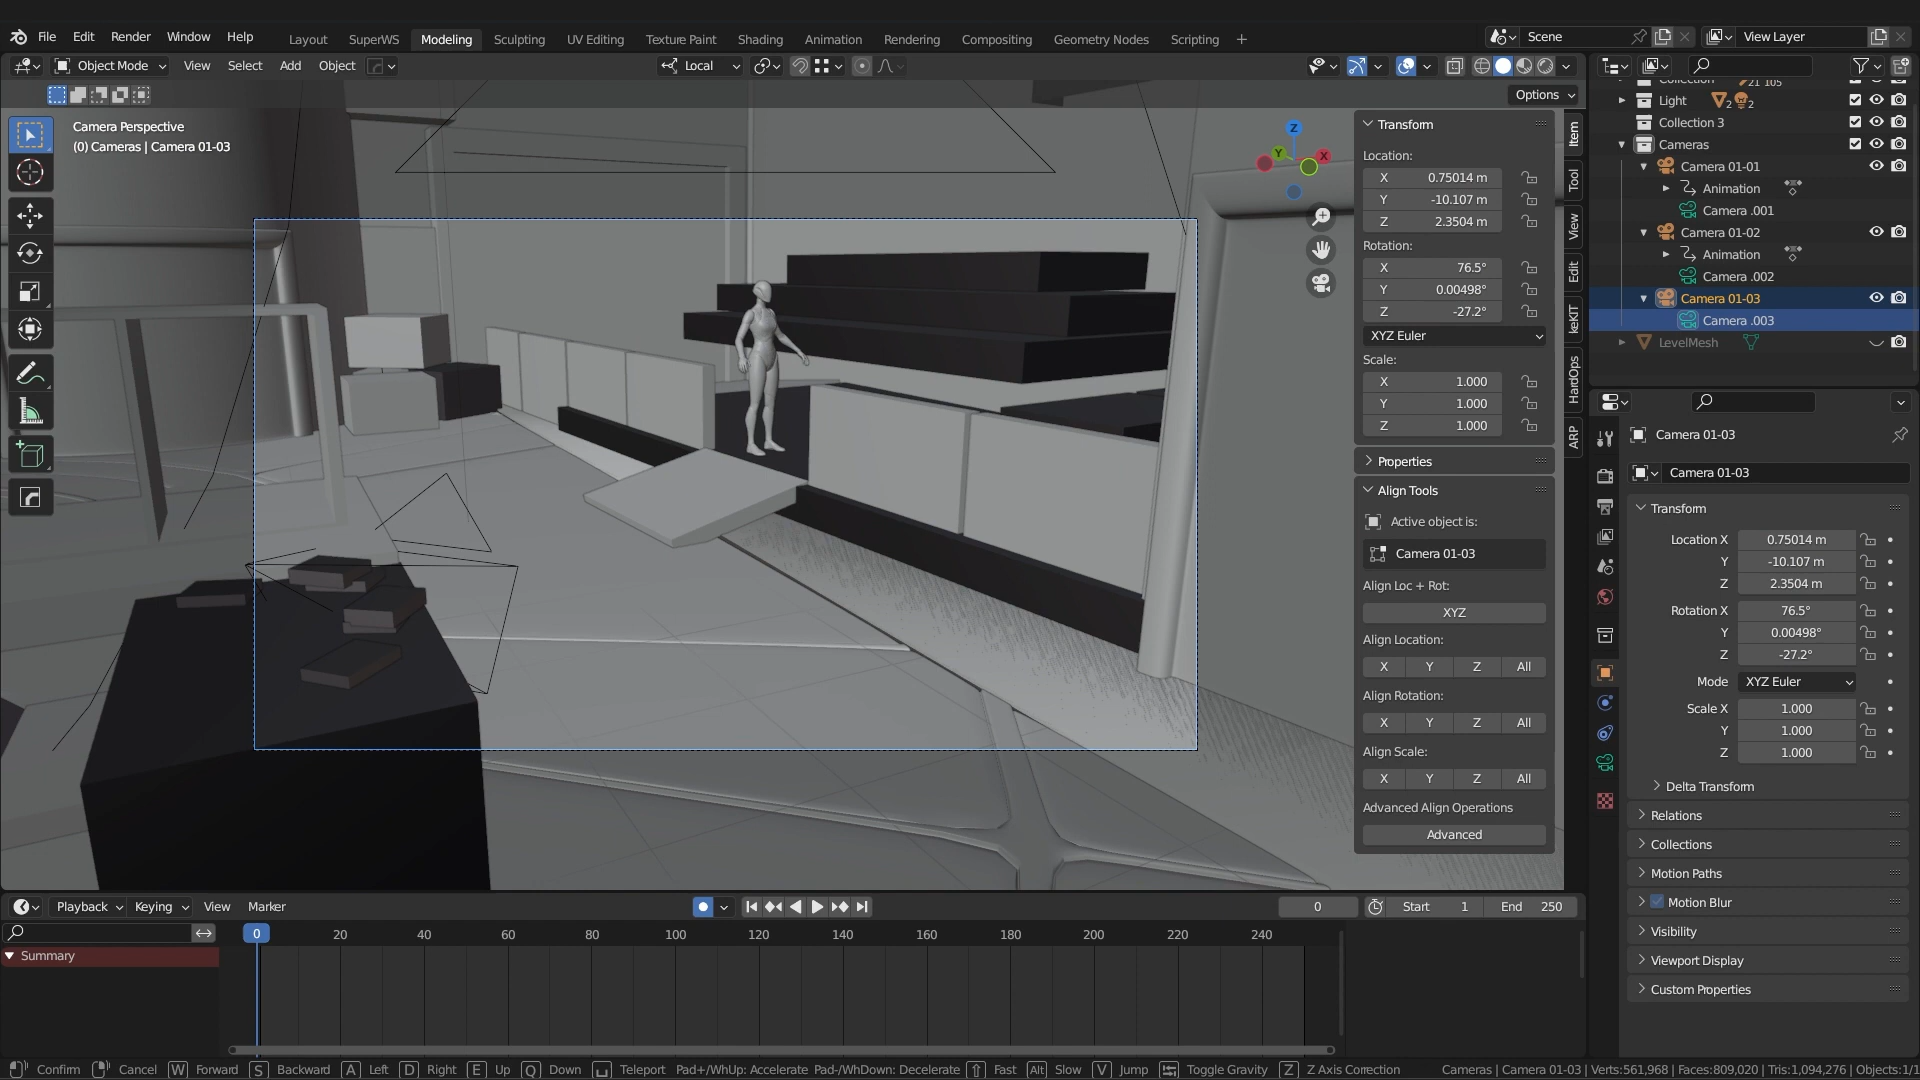 File Edit Render Window Help
Layout SuperWS Modeling Sculpting UV Editing Texture Paint Shading Animation Rendering Compositing Geometry Nodes Scripting +
Scene
View Layer
Object Mode View Select Add Object
Local
Options
Camera Perspective
(0) Cameras | Camera 01-03
Z
Y
X
Transform
Location:
X 0.75014 m
Y -10.107 m
Z 2.3504 m
Rotation:
X 76.5°
Y 0.00498°
Z -27.2°
XYZ Euler
Scale:
X 1.000
Y 1.000
Z 1.000
Properties
Align Tools
Active object is:
Camera 01-03
Align Loc + Rot:
XYZ
Align Location:
X Y Z All
Align Rotation:
X Y Z All
Align Scale:
X Y Z All
Advanced Align Operations
Advanced
Item
Tool
View
Edit
keKIT
HardOps
ARP
21 105
Light 2 2
Collection 3
Cameras
Camera 01-01
Animation
Camera .001
Camera 01-02
Animation
Camera .002
Camera 01-03
Camera .003
LevelMesh
Camera 01-03
Camera 01-03
Transform
Location X 0.75014 m
Y -10.107 m
Z 2.3504 m
Rotation X 76.5°
Y 0.00498°
Z -27.2°
Mode XYZ Euler
Scale X 1.000
Y 1.000
Z 1.000
Delta Transform
Relations
Collections
Motion Paths
Motion Blur
Visibility
Viewport Display
Custom Properties
Playback Keying View Marker
0 Start 1 End 250
0 20 40 60 80 100 120 140 160 180 200 220 240
Summary
Confirm Cancel W Forward S Backward A Left D Right E Up Q Down Teleport Pad+/WhUp: Accelerate Pad-/WhDown: Decelerate Fast Alt Slow V Jump Toggle Gravity Z Z Axis Correction Cameras | Camera 01-03 | Verts:561,968 | Faces:809,020 | Tris:1,094,276 | Objects:1/1